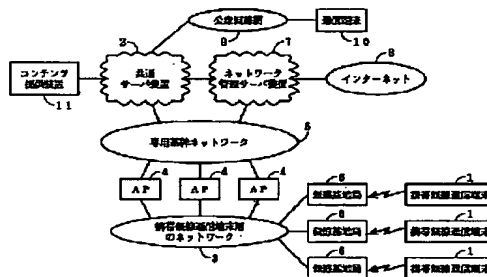 2
公衆回線網
9
通信端末
10
7
8
コンテンツ
提供装置
11
共通
サーバ装置
ネットワーク
管理サーバ装置
インターネット
専用基幹ネットワーク
5
AP
4
AP
4
AP
4
携帯無線通信端末用
のネットワーク
3
6
無線基地局
1
携帯無線通信端末
6
無線基地局
1
携帯無線通信端末
6
無線基地局
1
携帯無線通信端末